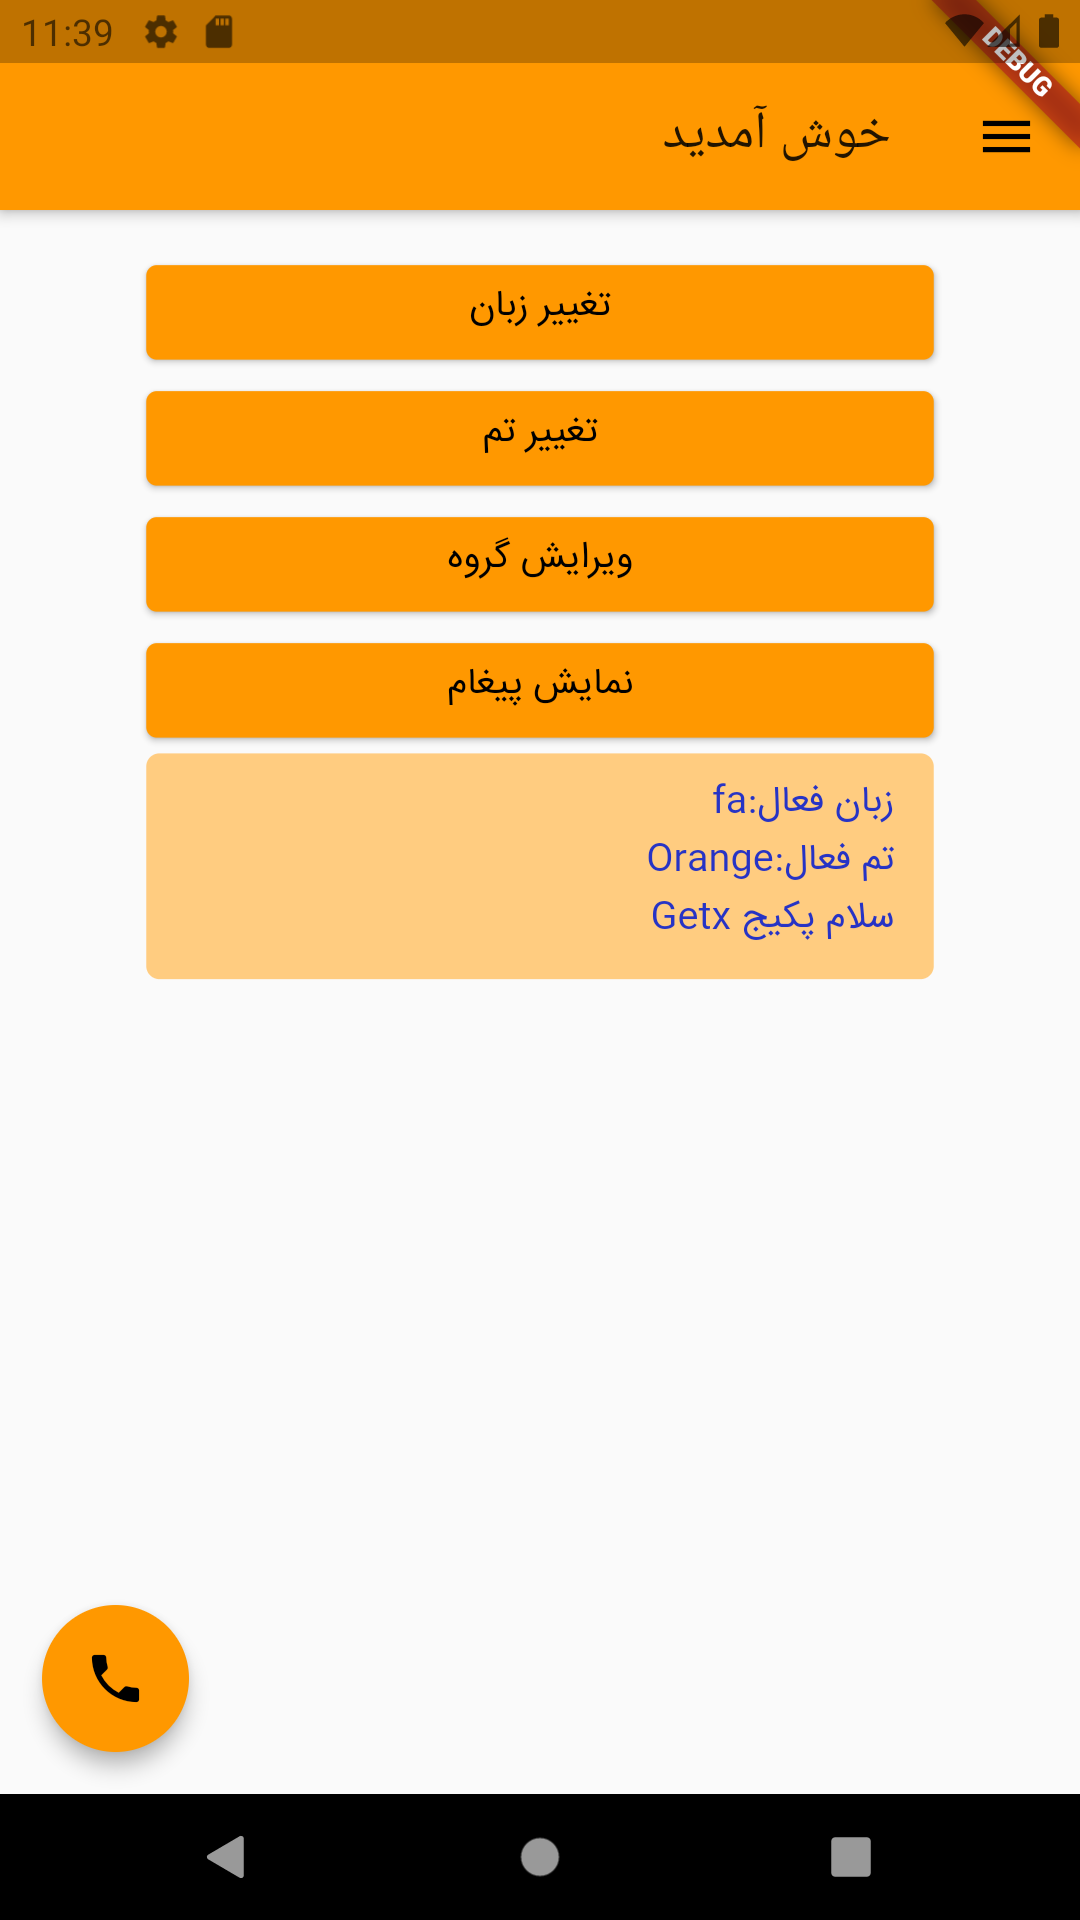 11:39
DEBUG
خوش آمدید
تغییر زبان
تغییر تم
ویرایش گروه
نمایش پیغام
زبان فعال:fa
تم فعال:Orange
سلام پکیج Getx